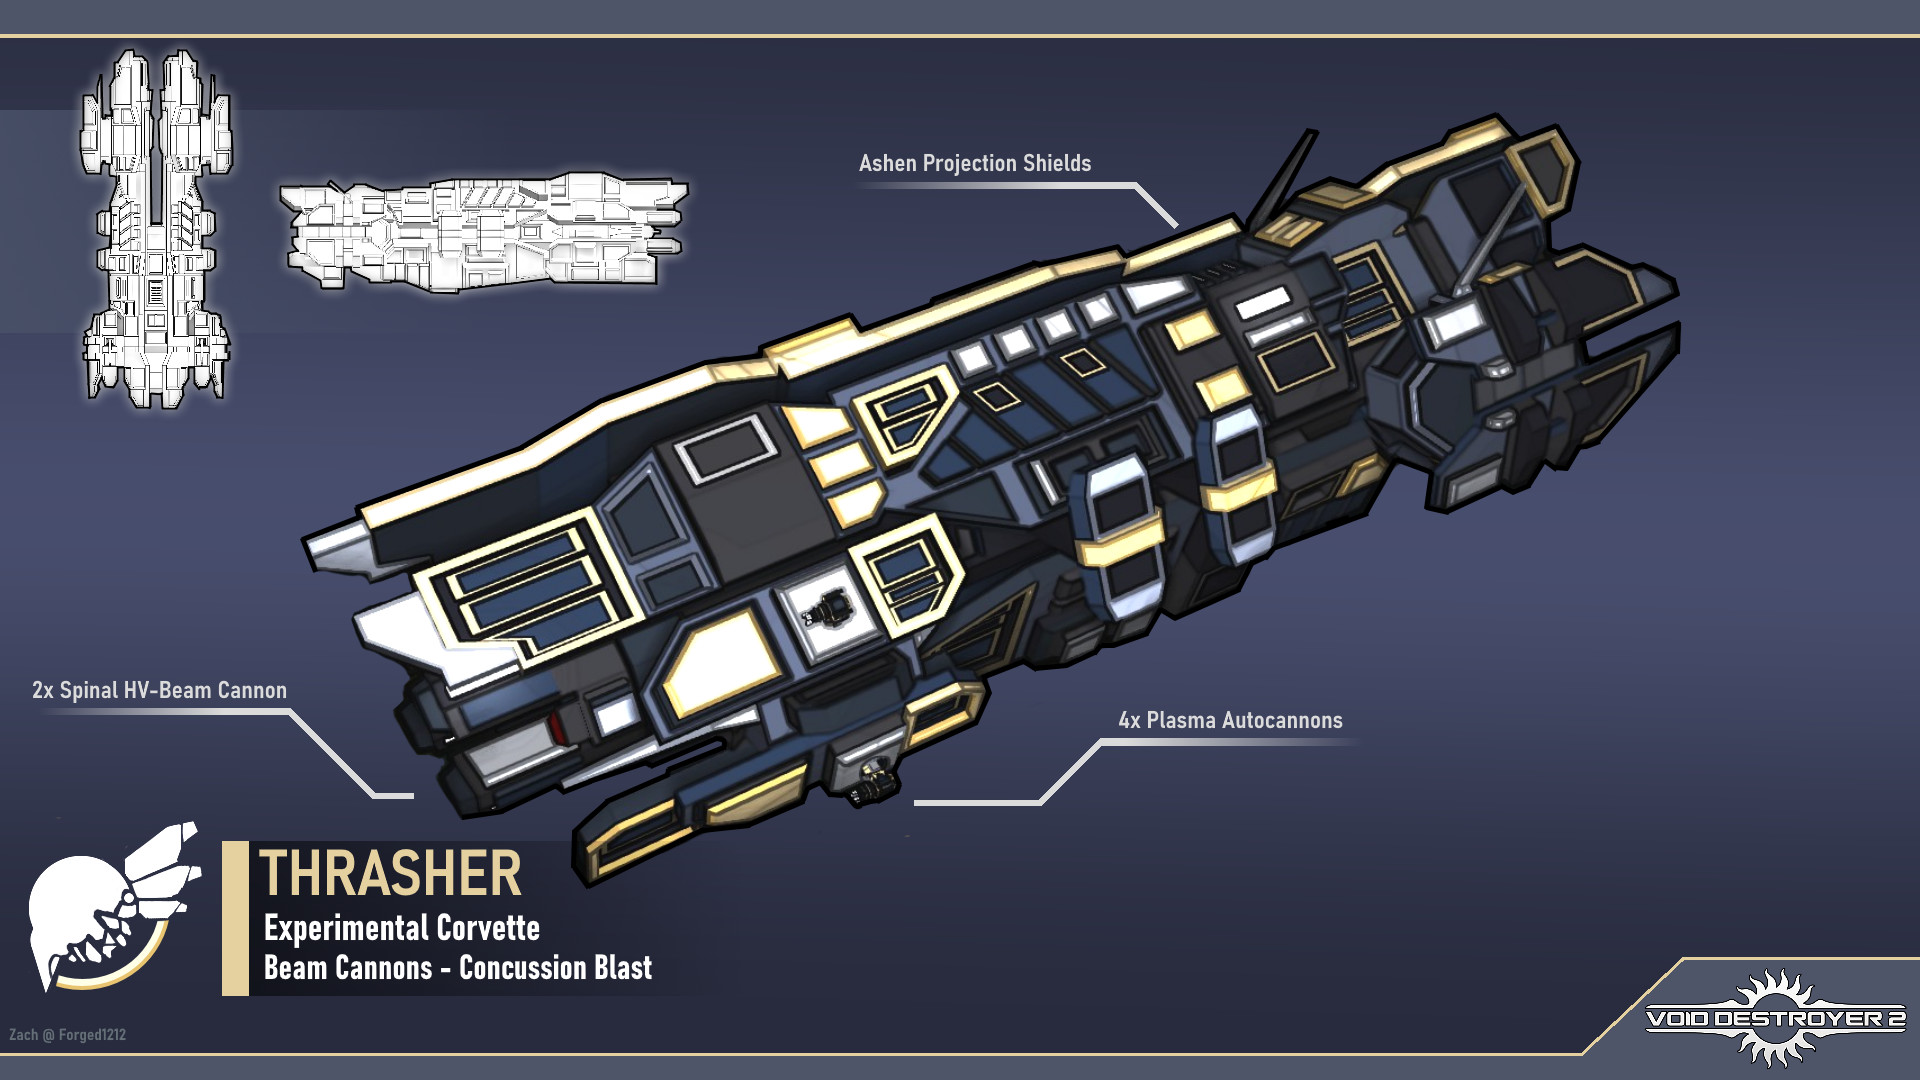 Ashen Projection Shields
2x Spinal HV-Beam Cannon
4x Plasma Autocannons
THRASHER
Experimental Corvette
Beam Cannons - Concussion Blast
Zach @ Forged1212
VOID DESTROYER 2